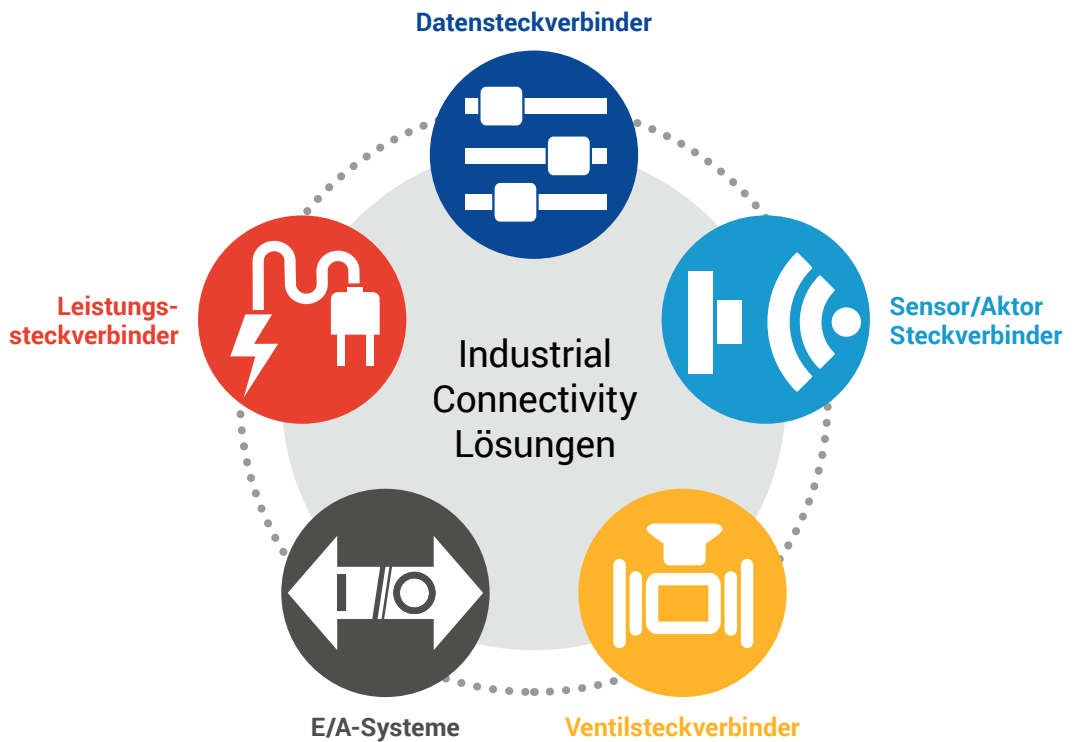 Datensteckverbinder
Leistungs-
steckverbinder
Sensor/Aktor
Steckverbinder
Industrial
Connectivity
Lösungen
I/O
E/A-Systeme
Ventilsteckverbinder